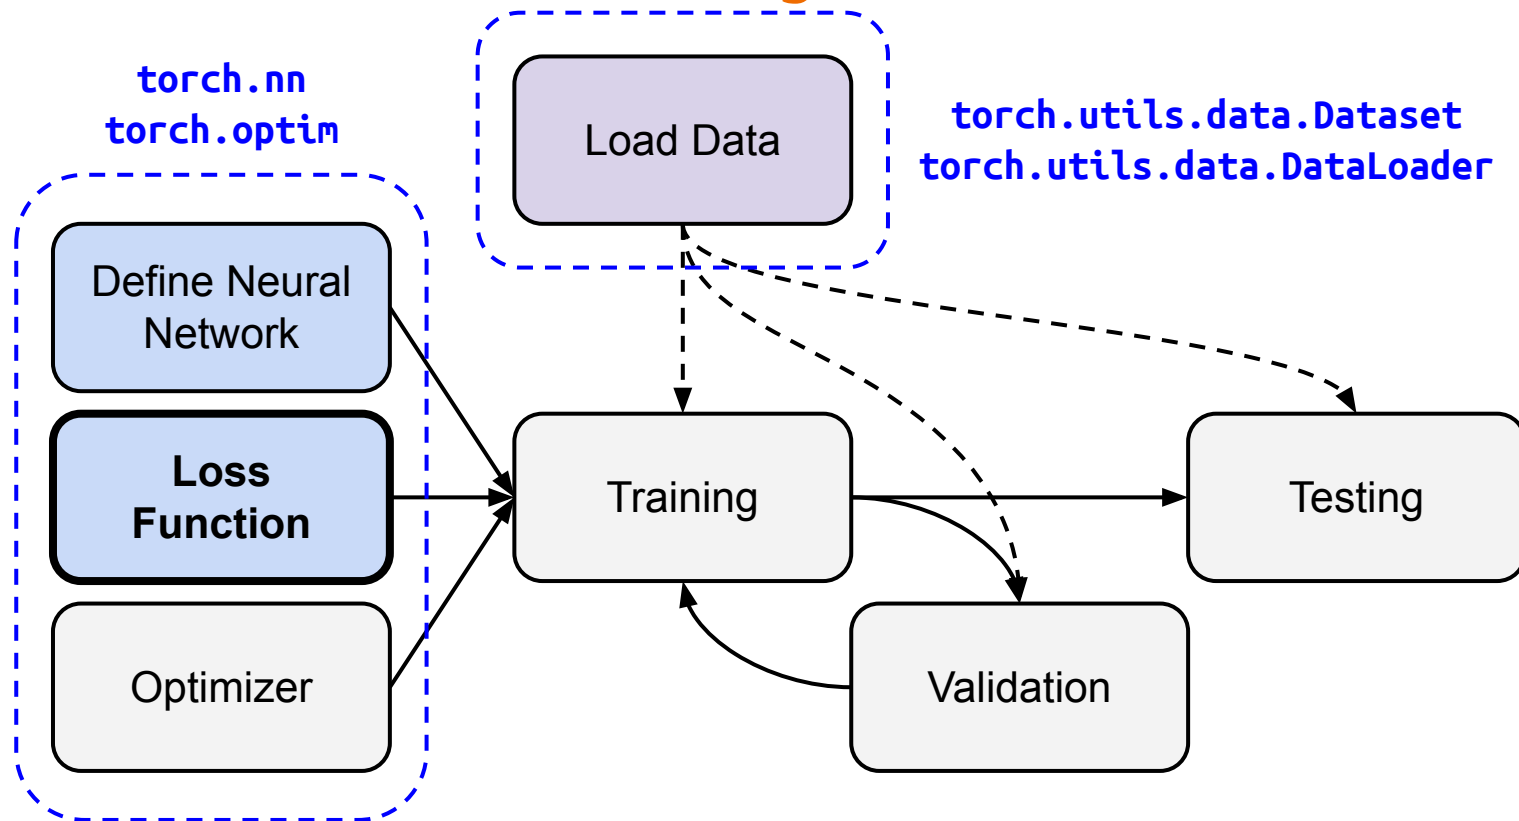 torch.nn
torch.optim
Load Data
torch.utils.data.Dataset
torch.utils.data.DataLoader
Define Neural
Network
Loss
Function
Optimizer
Training
Validation
Testing